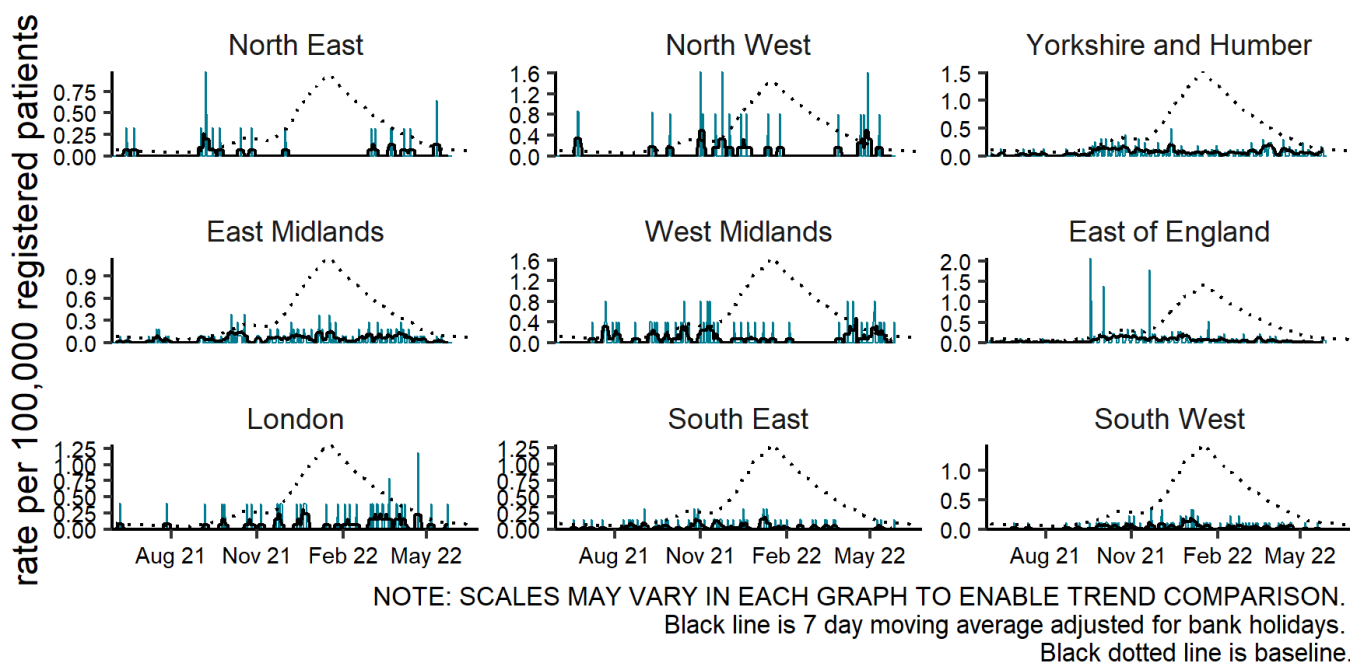 rate per 100,000 registered patients
North East
0.75
0.50
0.25
0.00
North West
1.6
1.2
0.8
0.4
0.0
Yorkshire and Humber
1.5
1.0
0.5
0.0
East Midlands
0.9
0.6
0.3
0.0
West Midlands
1.6
1.2
0.8
0.4
0.0
East of England
2.0
1.5
1.0
0.5
0.0
London
1.25
1.00
0.75
0.50
0.25
0.00
South East
1.25
1.00
0.75
0.50
0.25
0.00
South West
1.0
0.5
0.0
Aug 21 Nov 21 Feb 22 May 22
Aug 21 Nov 21 Feb 22 May 22
Aug 21 Nov 21 Feb 22 May 22
NOTE: SCALES MAY VARY IN EACH GRAPH TO ENABLE TREND COMPARISON.
Black line is 7 day moving average adjusted for bank holidays.
Black dotted line is baseline.